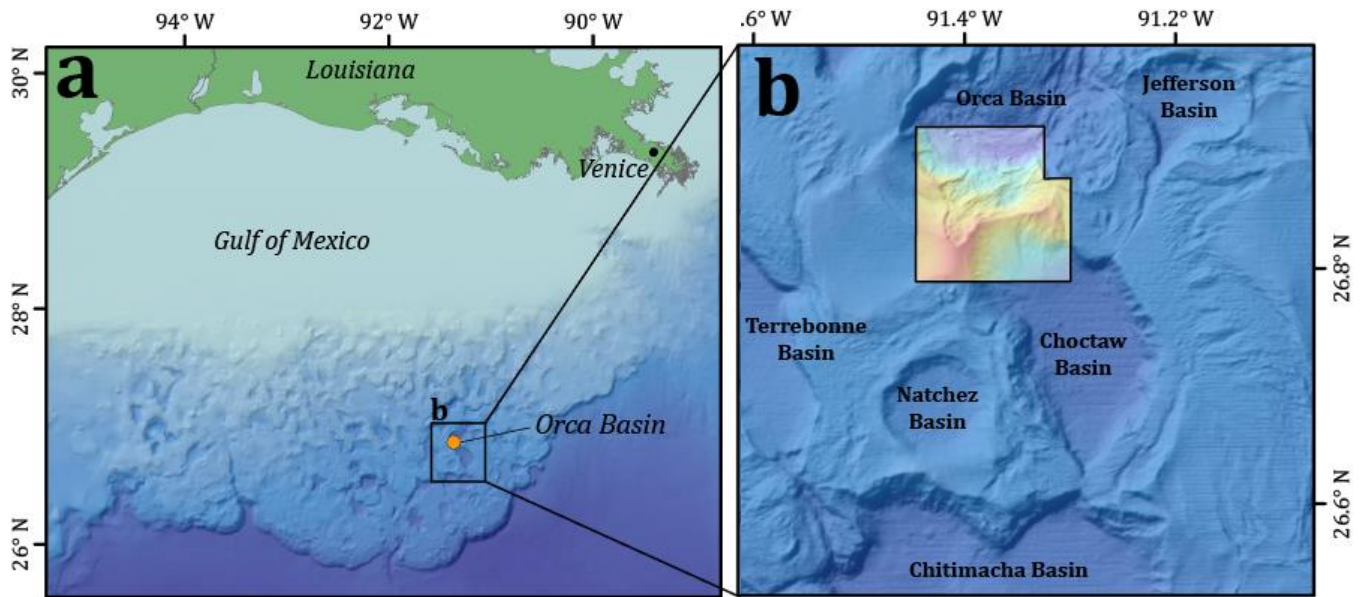 94° W
92° W
90° W
.6° W
91.4° W
91.2° W
30° N
28° N
26° N
a
Louisiana
Venice
Gulf of Mexico
b
Orca Basin
b
Orca Basin
Jefferson
Basin
Terrebonne
Basin
Choctaw
Basin
Natchez
Basin
Chitimacha Basin
26.8° N
26.6° N